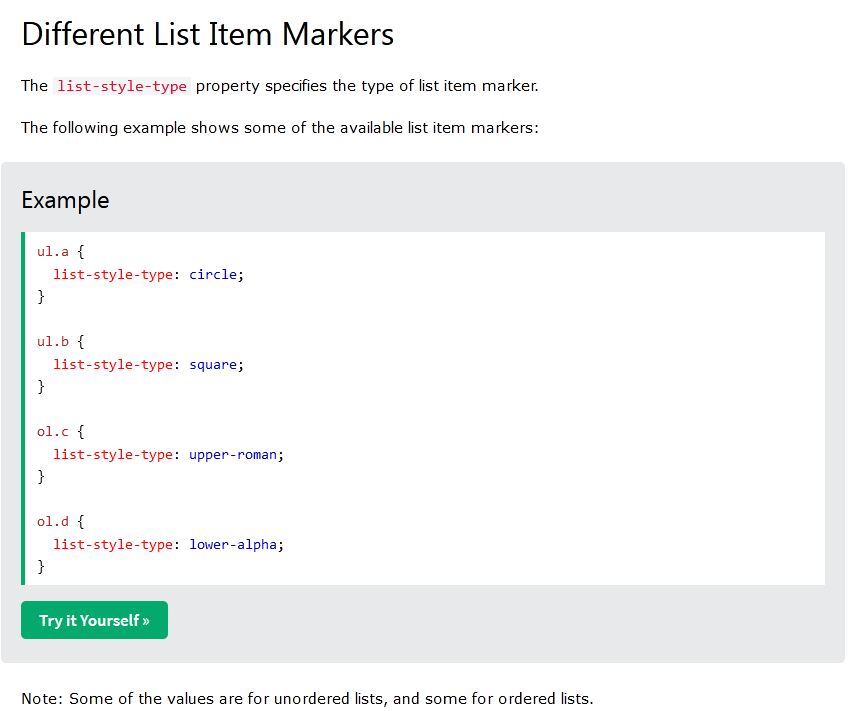 Different List Item Markers
The list-style-type property specifies the type of list item marker.
The following example shows some of the available list item markers:
Example
ul.a {
  list-style-type: circle;
}
ul.b {
  list-style-type: square;
}
ol.c {
  list-style-type: upper-roman;
}
ol.d {
  list-style-type: lower-alpha;
}
Try it Yourself »
Note: Some of the values are for unordered lists, and some for ordered lists.